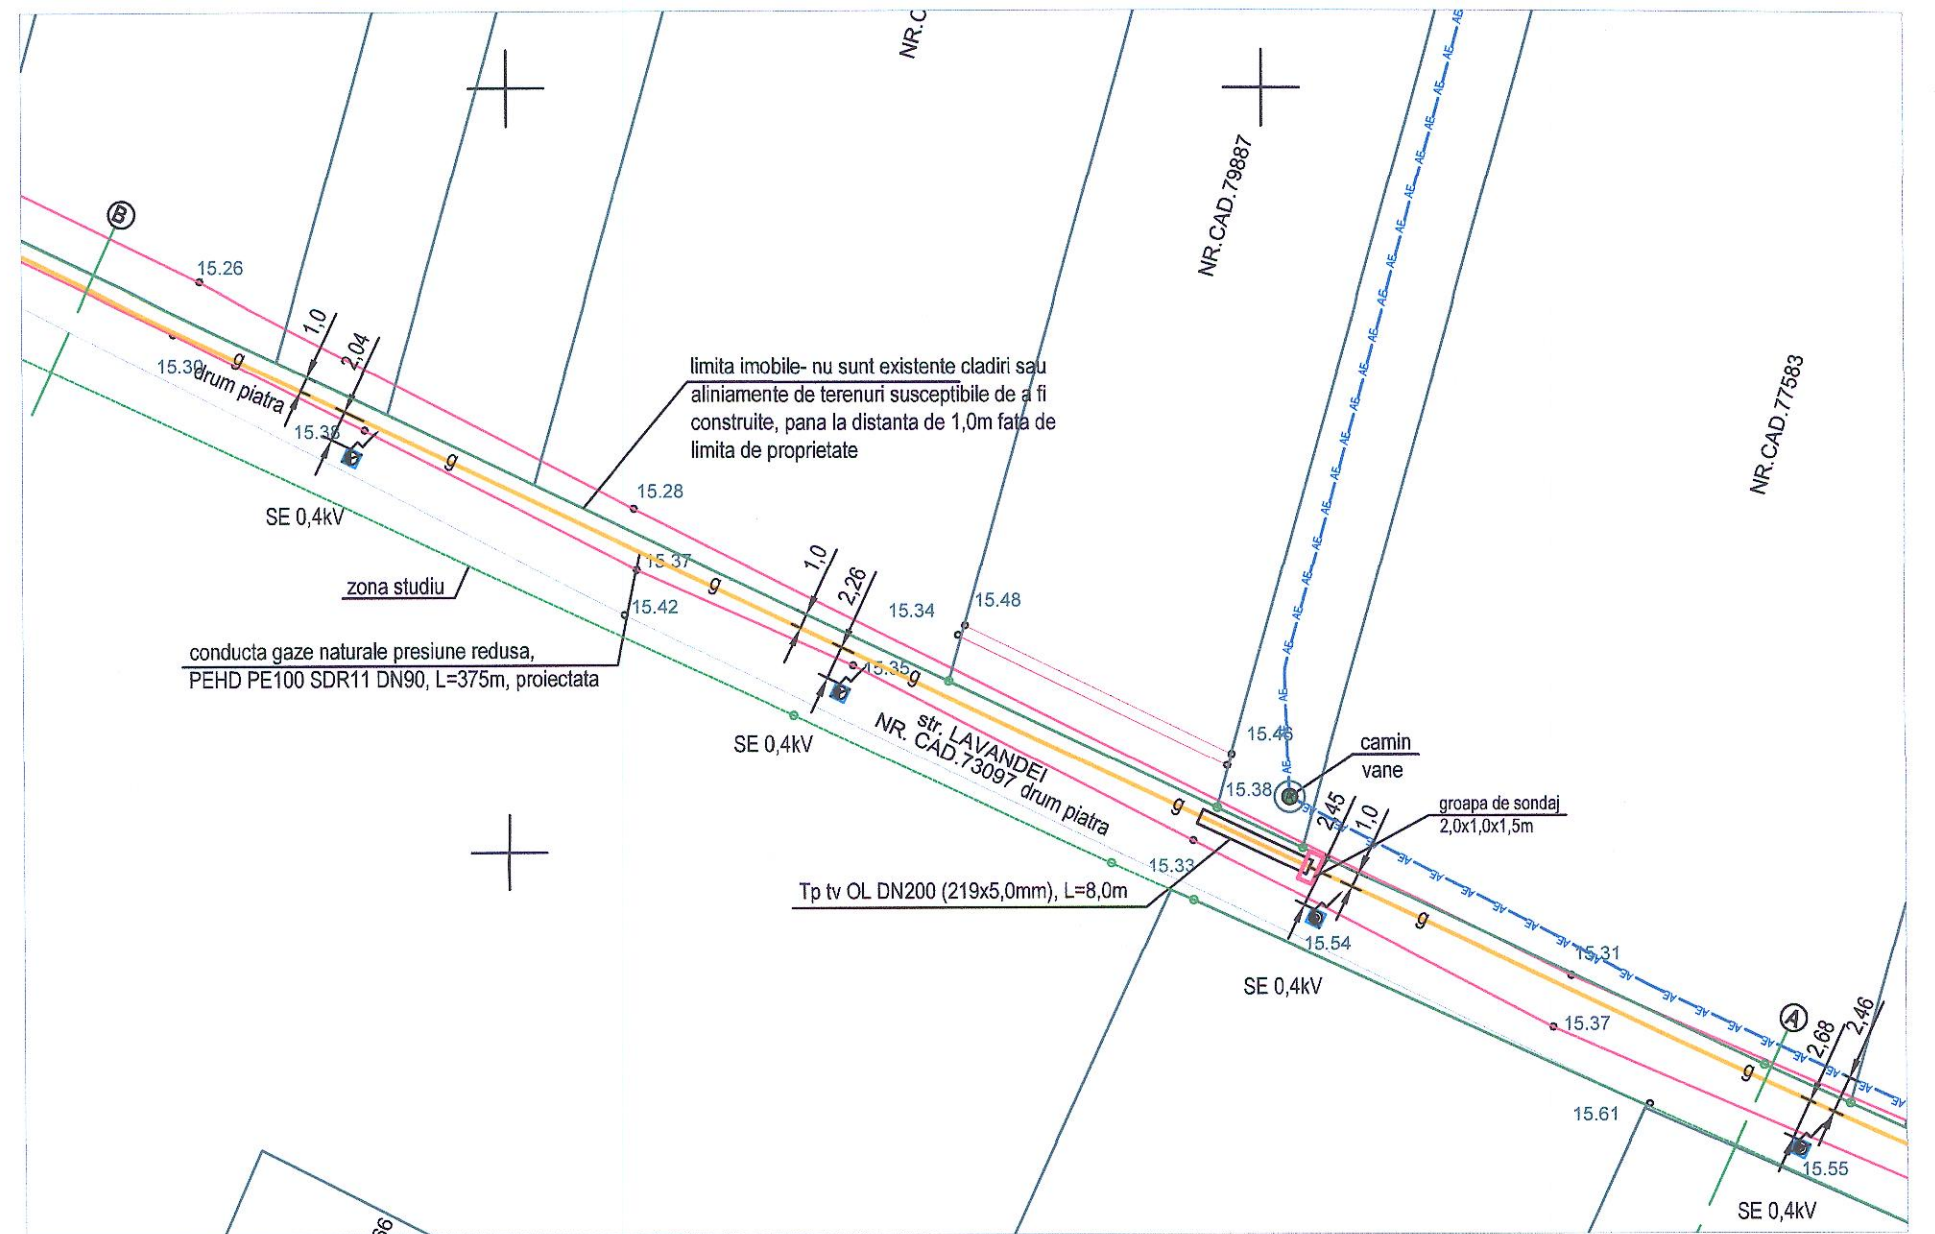 NR.C
NR.CAD.79887
NR.CAD.77583
B
15.26
1,0
2,04
15.39
drum piatra
15.38
g
SE 0,4kV
limita imobile- nu sunt existente cladiri sau
aliniamente de terenuri susceptibile de a fi
construite, pana la distanta de 1,0m fata de
limita de proprietate
g
15.28
15.37
15.42
zona studiu
conducta gaze naturale presiune redusa,
PEHD PE100 SDR11 DN90, L=375m, proiectata
g
1,0
2,26
15.34
15.48
15.35
g
SE 0,4kV
str. LAVANDEI
NR. CAD.73097 drum piatra
15.38
camin
vane
g
2,45
1,0
groapa de sondaj
2,0x1,0x1,5m
15.33
Tp tv OL DN200 (219x5,0mm), L=8,0m
15.54
SE 0,4kV
g
15.31
15.37
A
2,68
2,46
g
15.61
15.55
SE 0,4kV
AE